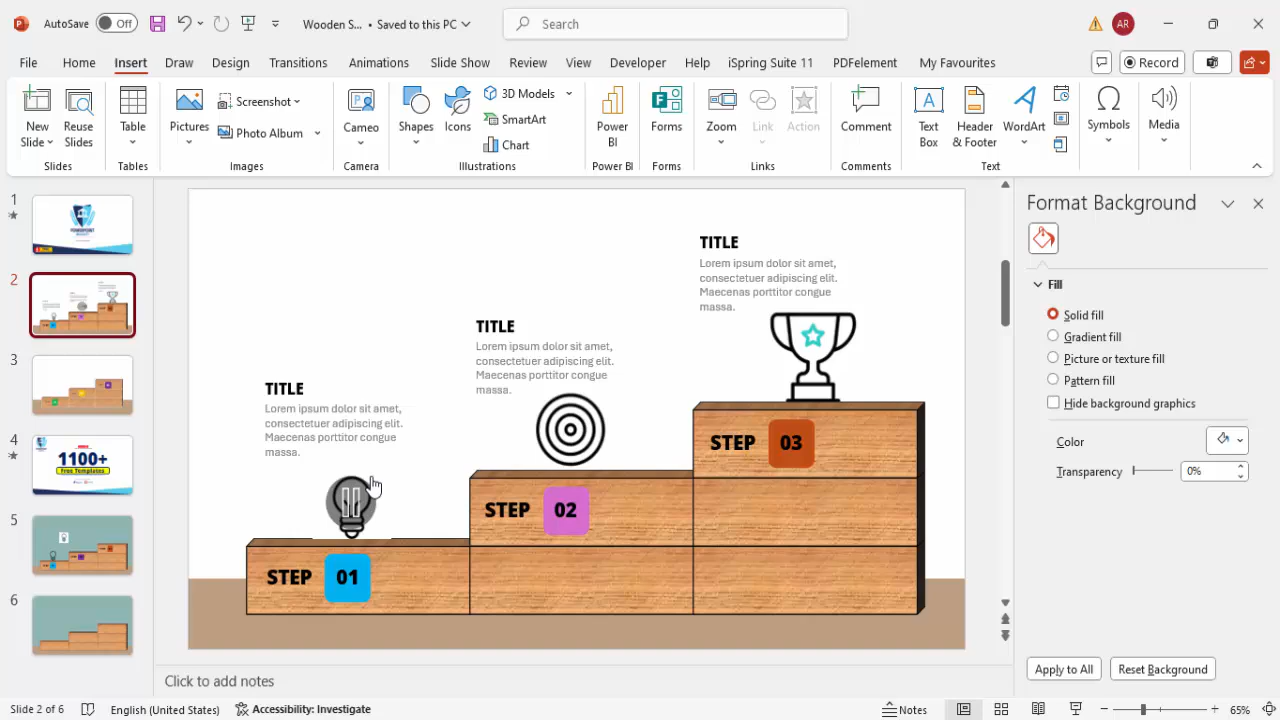 AutoSave Off
Wooden S... • Saved to this PC
Search
AR
File Home Insert Draw Design Transitions Animations Slide Show Review View Developer Help iSpring Suite 11 PDFelement My Favourites
Record
New Slide
Reuse Slides
Slides
Table
Tables
Pictures
Screenshot
Photo Album
Images
Cameo
Camera
Shapes
Icons
3D Models
SmartArt
Chart
Illustrations
Power BI
Power BI
Forms
Forms
Zoom
Link
Action
Links
Comment
Comments
Text Box
Header & Footer
WordArt
Text
Symbols
Media
1
2
3
4
1100+
Free Templates
5
6
TITLE
Lorem ipsum dolor sit amet,
consectetuer adipiscing elit.
Maecenas porttitor congue
massa.
TITLE
Lorem ipsum dolor sit amet,
consectetuer adipiscing elit.
Maecenas porttitor congue
massa.
TITLE
Lorem ipsum dolor sit amet,
consectetuer adipiscing elit.
Maecenas porttitor congue
massa.
STEP 01
STEP 02
STEP 03
Format Background
Fill
Solid fill
Gradient fill
Picture or texture fill
Pattern fill
Hide background graphics
Color
Transparency 0%
Apply to All
Reset Background
Click to add notes
Slide 2 of 6
English (United States)
Accessibility: Investigate
Notes
65%